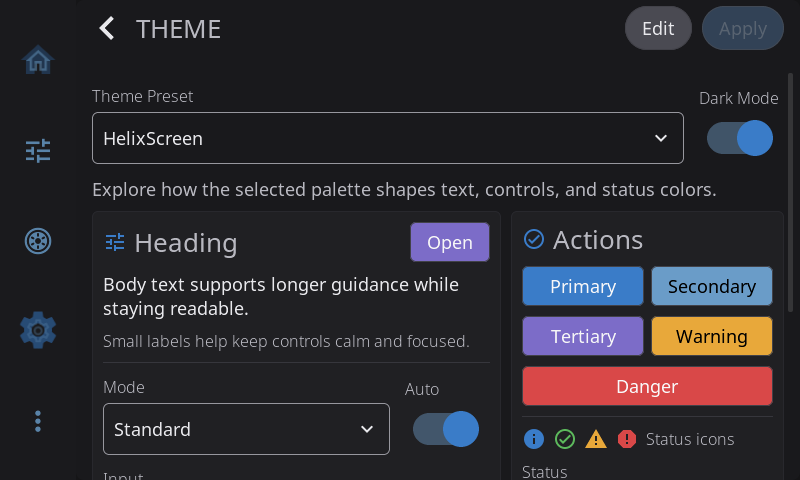 THEME
Edit
Apply
Theme Preset
Dark Mode
HelixScreen
Explore how the selected palette shapes text, controls, and status colors.
Heading
Open
Body text supports longer guidance while
staying readable.
Small labels help keep controls calm and focused.
Mode
Auto
Standard
Input
Actions
Primary
Secondary
Tertiary
Warning
Danger
Status icons
Status